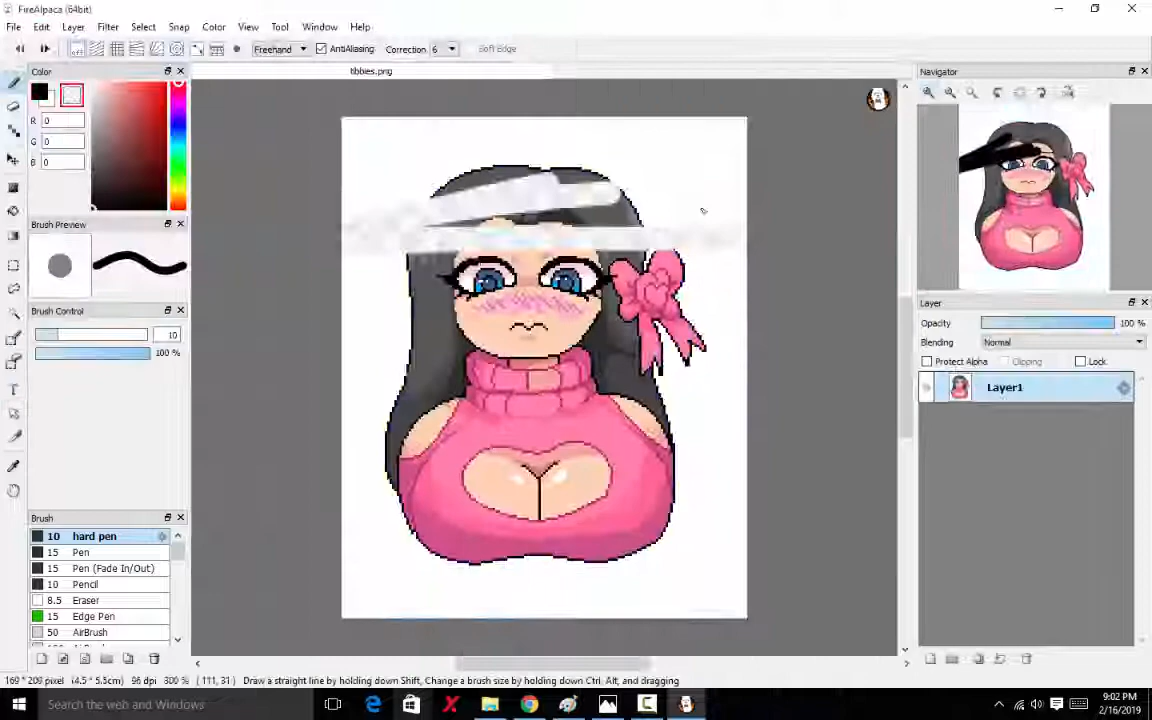 FireAlpaca (64bit)
File Edit Layer Filter Select Snap Color View Tool Window Help
off Freehand AntiAliasing Correction 6 Soft Edge
Color
tibbies.png
Navigator
R 0
G 0
B 0
Brush Preview
Brush Control
10
100 %
Layer
Opacity 100 %
Blending Normal
Protect Alpha Clipping Lock
Layer1
Brush
10 hard pen
15 Pen
15 Pen (Fade In/Out)
10 Pencil
8.5 Eraser
15 Edge Pen
50 AirBrush
169 * 209 pixel (4.5 * 5.5cm) 96 dpi 300 % ( 111, 31 ) Draw a straight line by holding down Shift, Change a brush size by holding down Ctrl, Alt, and dragging
Search the web and Windows
9:02 PM
2/16/2019